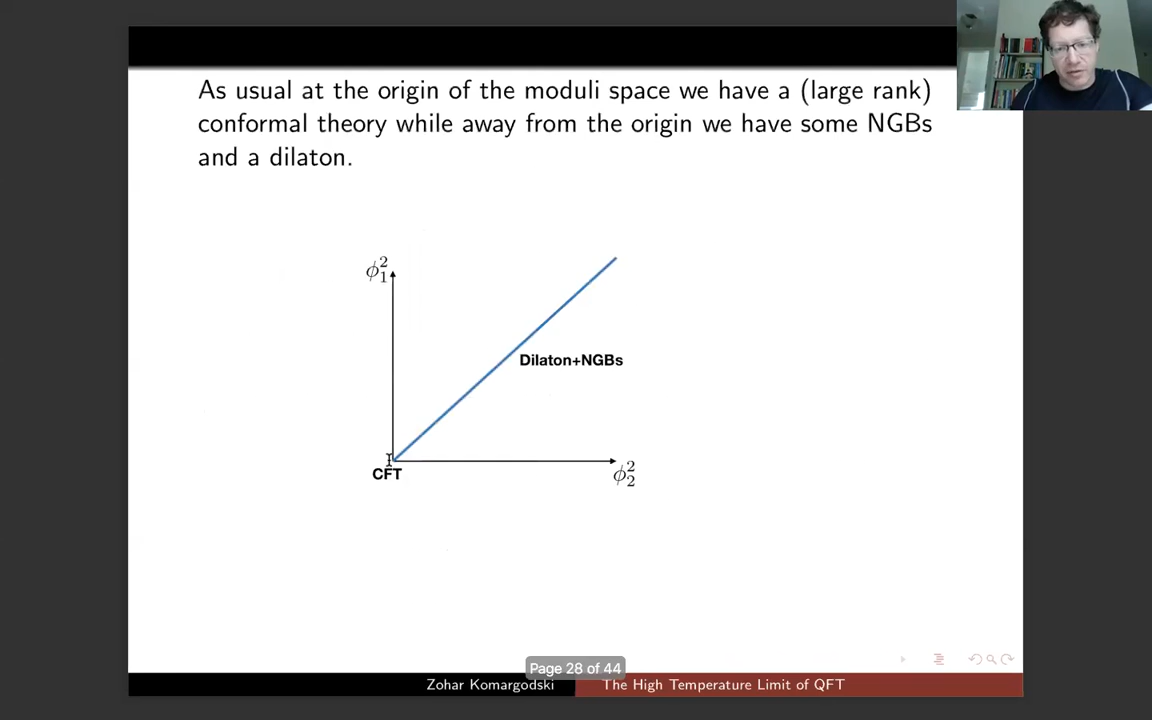 As usual at the origin of the moduli space we have a (large rank)
conformal theory while away from the origin we have some NGBs
and a dilaton.
ϕ₁²
Dilaton+NGBs
CFT
ϕ₂²
Page 28 of 44
Zohar Komargodski
The High Temperature Limit of QFT